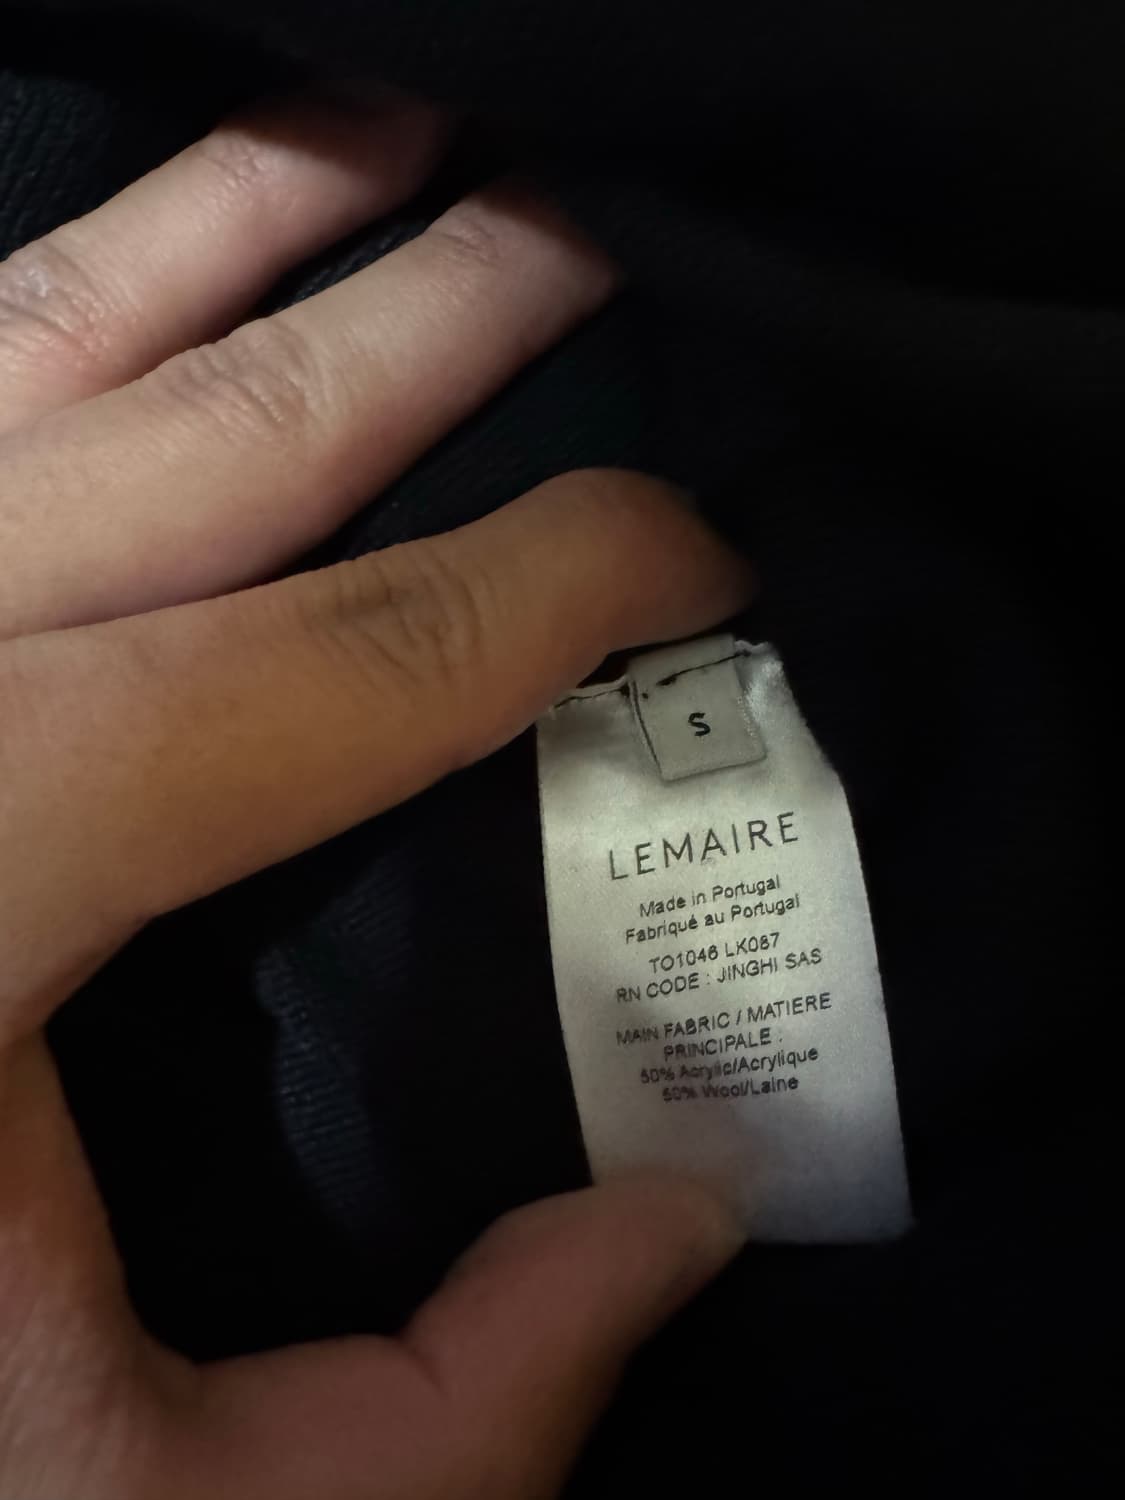 S
LEMAIRE
Made in Portugal
Fabriqué au Portugal
TO1046 LK087
RN CODE : JINGHI SAS
MAIN FABRIC / MATIERE
PRINCIPALE :
50% Acrylic/Acrylique
50% Wool/Laine